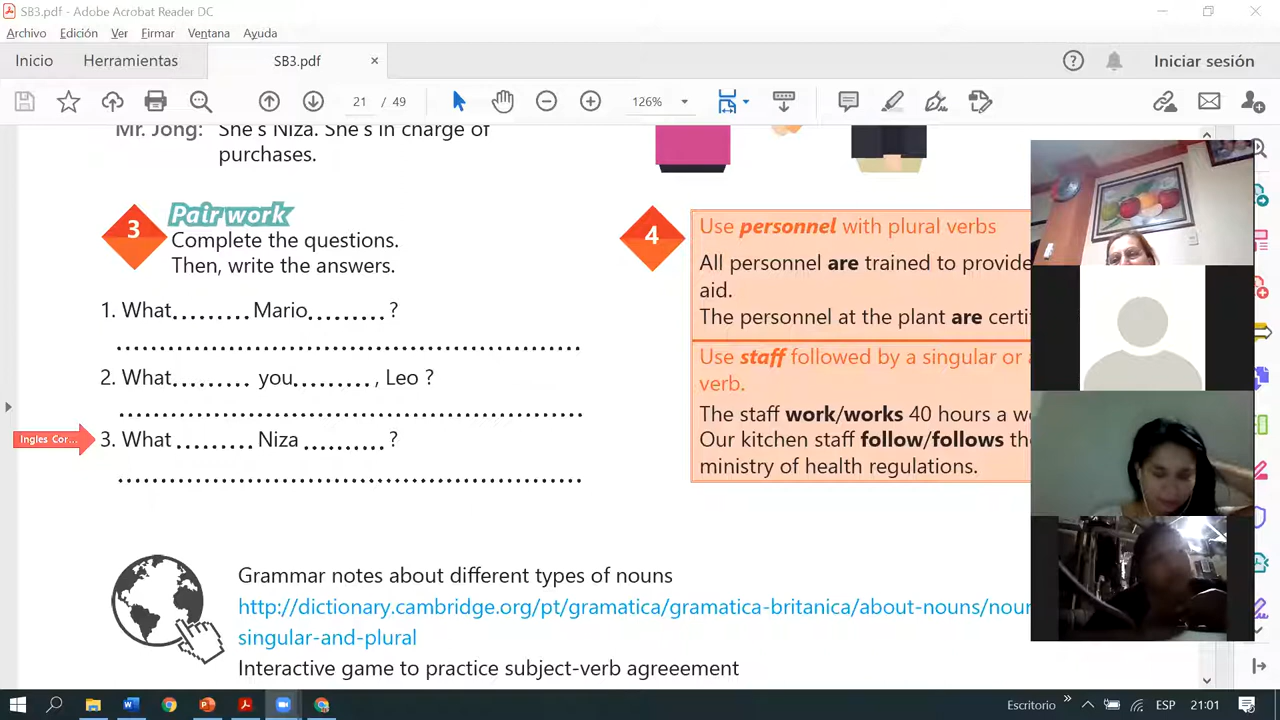 SB3.pdf - Adobe Acrobat Reader DC
Archivo Edición Ver Firmar Ventana Ayuda
Inicio Herramientas SB3.pdf Iniciar sesión
21 / 49 126%
Mr. Jong: She's Niza. She's in charge of
purchases.
3 Pair work
Complete the questions.
Then, write the answers.
1. What......... Mario......... ?
2. What......... you........., Leo ?
Ingles Cor... 3. What ......... Niza ......... ?
4 Use personnel with plural verbs
All personnel are trained to provide
aid.
The personnel at the plant are certi
Use staff followed by a singular or a
verb.
The staff work/works 40 hours a we
Our kitchen staff follow/follows the
ministry of health regulations.
Grammar notes about different types of nouns
http://dictionary.cambridge.org/pt/gramatica/gramatica-britanica/about-nouns/nour
singular-and-plural
Interactive game to practice subject-verb agreeement
Escritorio ESP 21:01